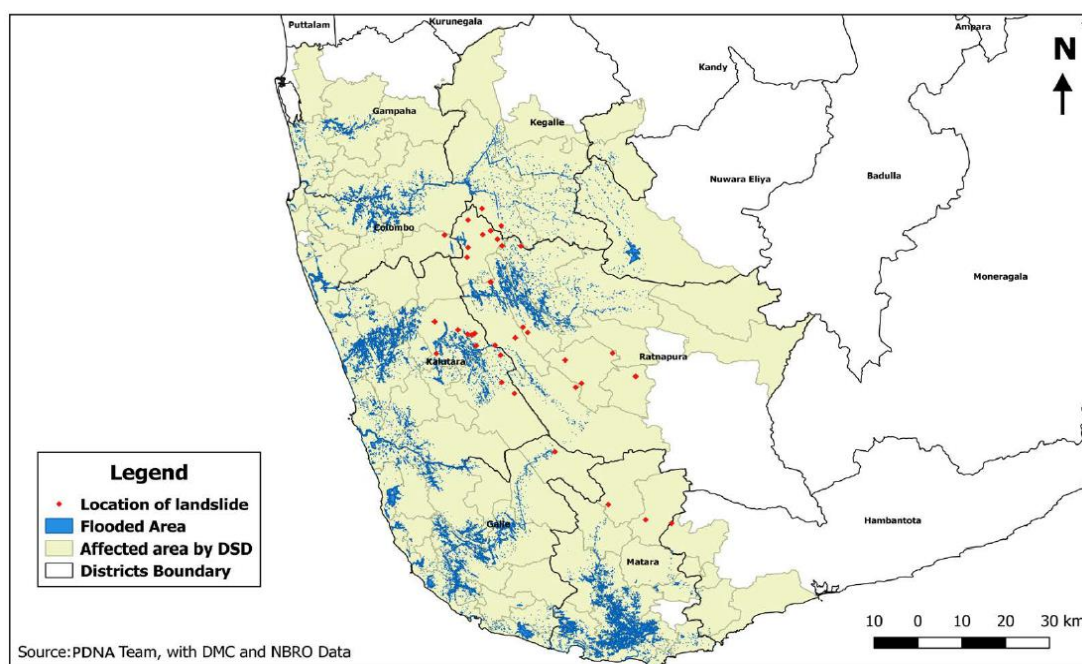 Puttalam
Kurunegala
Ampara
N
Kandy
Gampaha
Kegalle
Nuwara Eliya
Badulla
Colombo
Moneragala
Ratnapura
Kalutara
Legend
Location of landslide
Flooded Area
Affected area by DSD
Districts Boundary
Galle
Hambantota
Matara
10 0 10 20 30 km
Source:PDNA Team, with DMC and NBRO Data